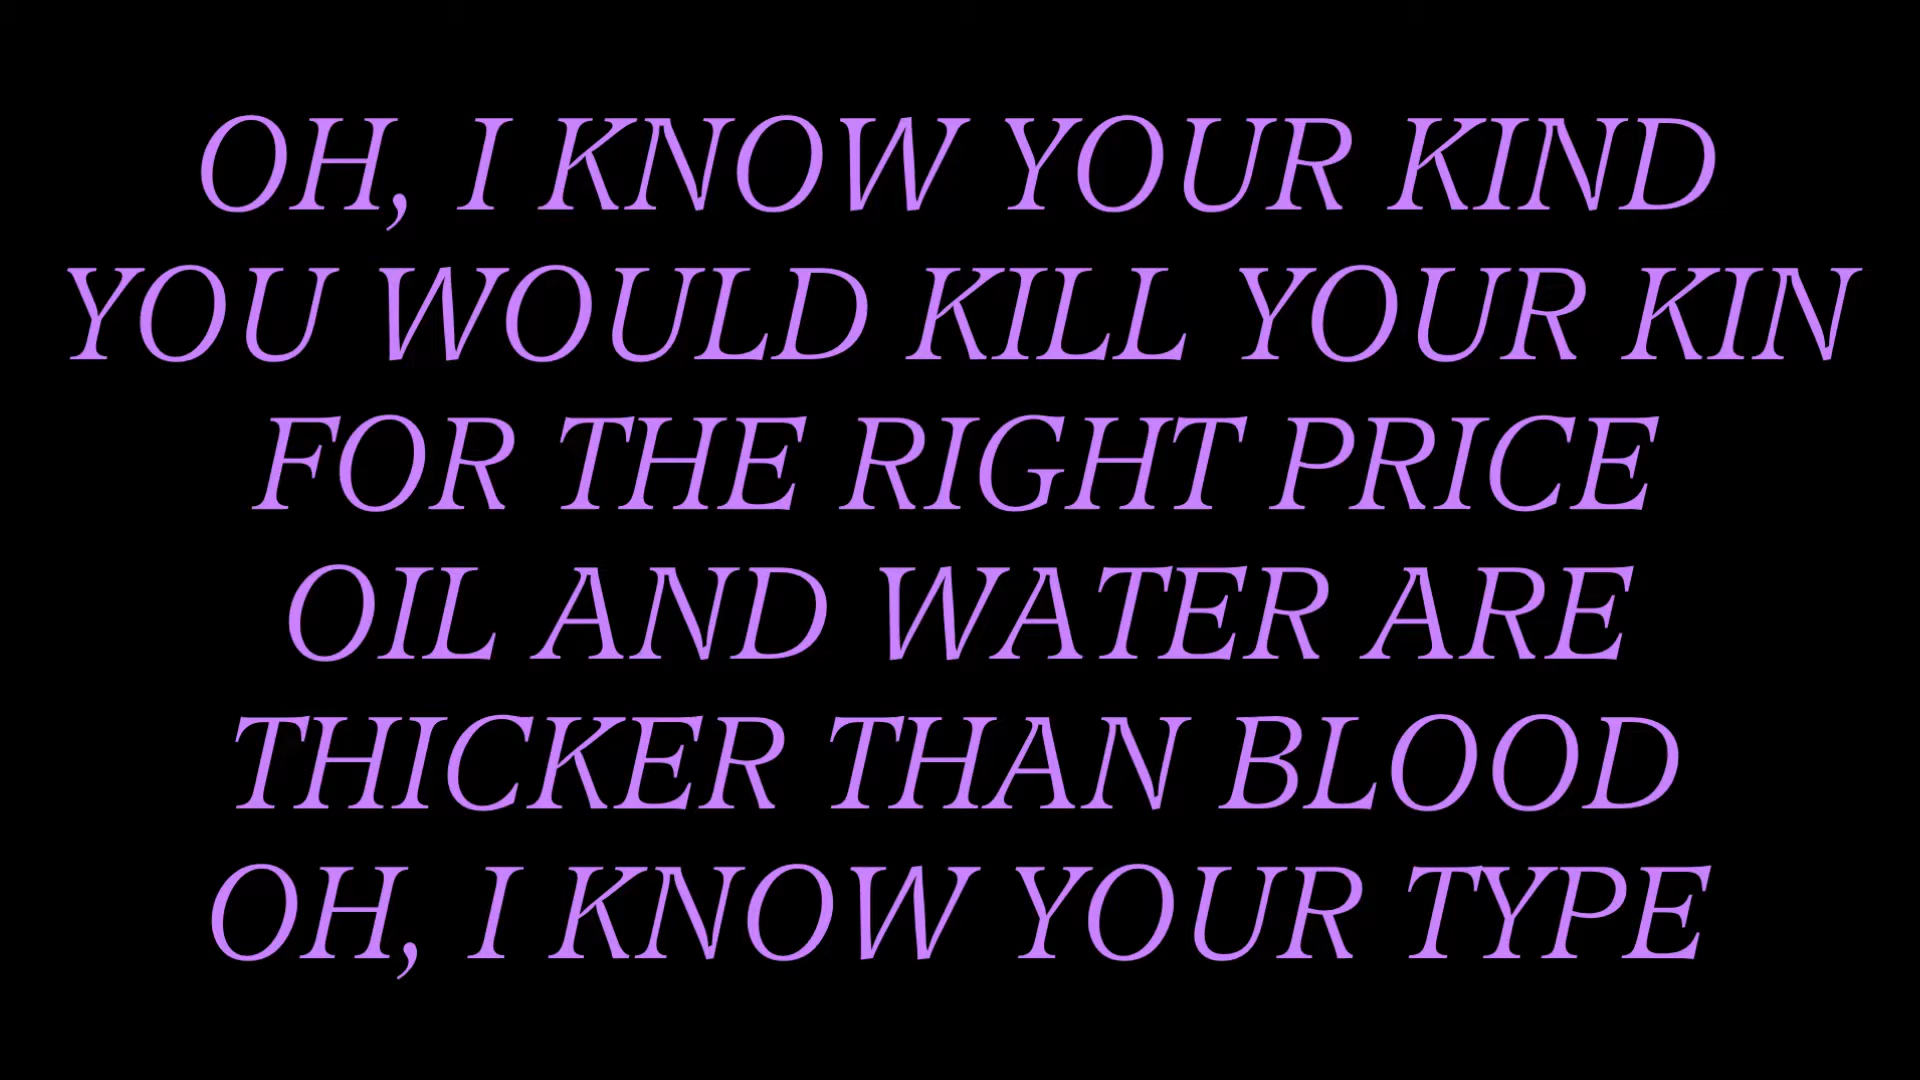 OH, I KNOW YOUR KIND
YOU WOULD KILL YOUR KIN
FOR THE RIGHT PRICE
OIL AND WATER ARE
THICKER THAN BLOOD
OH, I KNOW YOUR TYPE